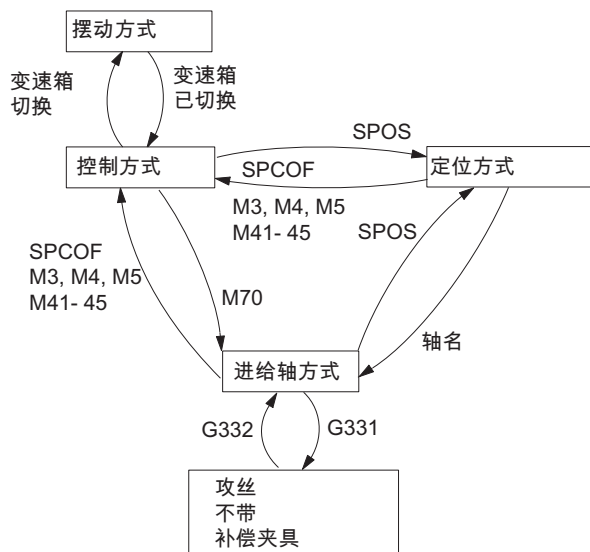 摆动方式
变速箱
切换
变速箱
已切换
SPOS
控制方式
SPCOF
定位方式
M3, M4, M5
M41- 45
SPOS
SPCOF
M3, M4, M5
M41- 45
M70
轴名
进给轴方式
G332
G331
攻丝
不带
补偿夹具